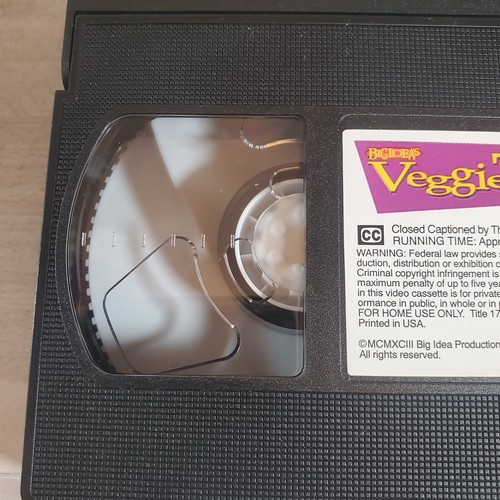 BIG IDEA'S
Veggie
CC
Closed Captioned by
RUNNING TIME:
WARNING: Federal law provides
duction, distribution or exhibition
Criminal copyright infringement is
maximum penalty of up to five
in this video cassette is for private
ormance in public, in whole or in
FOR HOME USE ONLY. Title 17
Printed in USA.
©MCMXCIII Big Idea Production
All rights reserved.